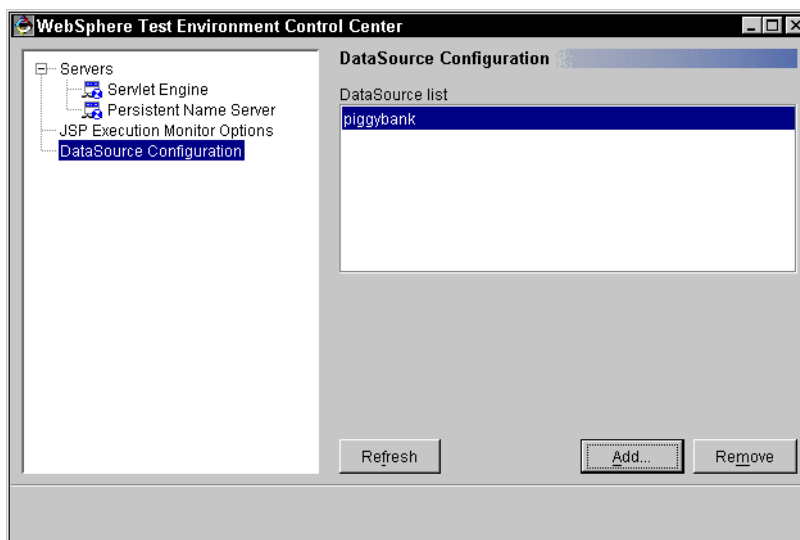 WebSphere Test Environment Control Center
Servers
Servlet Engine
Persistent Name Server
JSP Execution Monitor Options
DataSource Configuration
DataSource Configuration
DataSource list
piggybank
Refresh
Add...
Remove